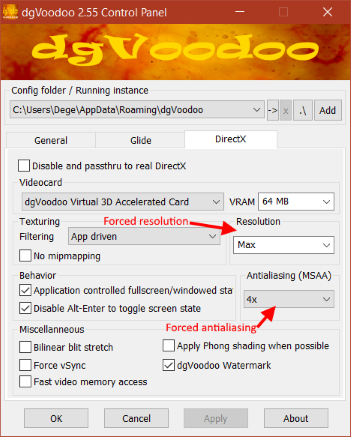 dgVoodoo 2.55 Control Panel
dgVoodoo
Config folder / Running instance
C:\Users\Dege\AppData\Roaming\dgVoodoo
-> x .\ Add
General Glide DirectX
Disable and passthru to real DirectX
Videocard
dgVoodoo Virtual 3D Accelerated Card VRAM 64 MB
Texturing Forced resolution Resolution
Filtering App driven
Max
No mipmapping
Behavior Antialiasing (MSAA)
Application controlled fullscreen/windowed stat
4x
Disable Alt-Enter to toggle screen state
Forced antialiasing
Miscellneous
Bilinear blit stretch Apply Phong shading when possible
Force vSync dgVoodoo Watermark
Fast video memory access
OK Cancel Apply About